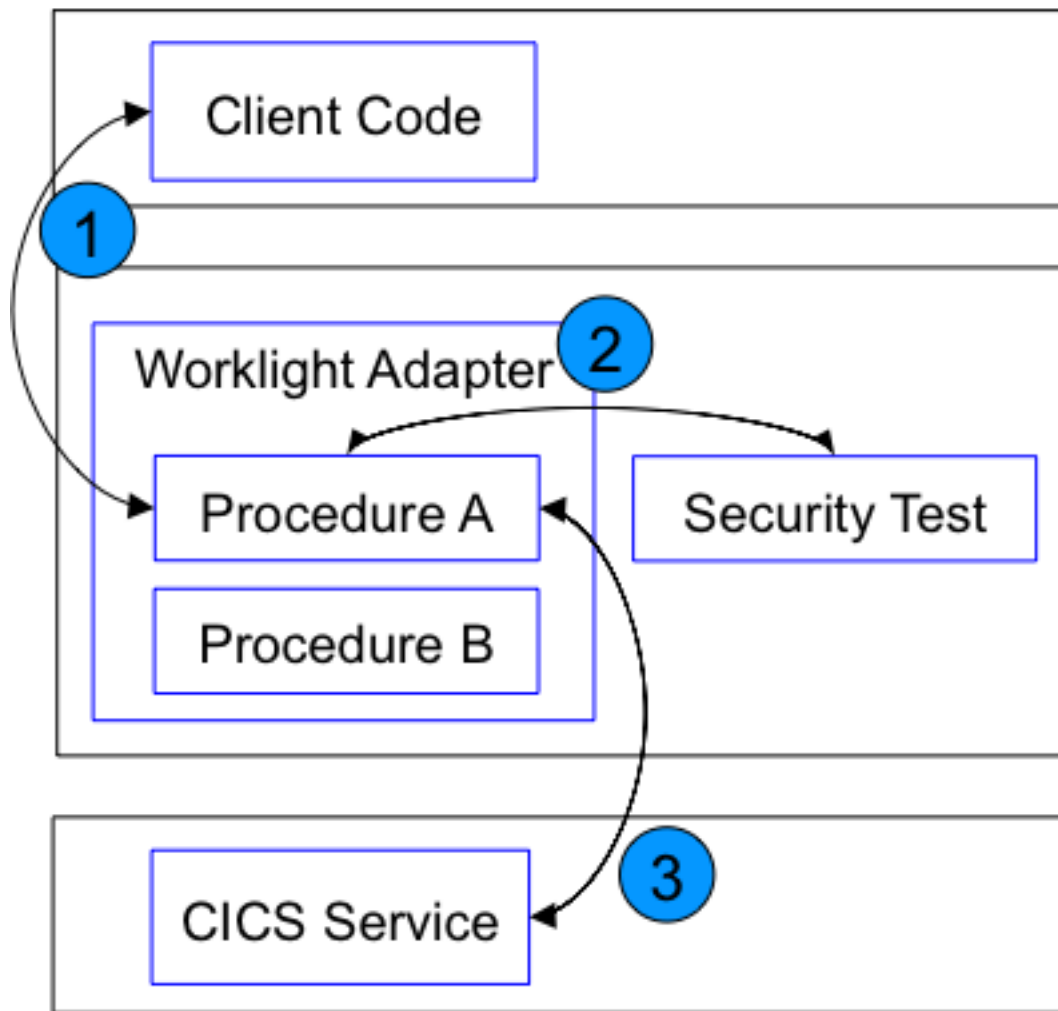 Client Code
1
2
Worklight Adapter
Procedure A
Security Test
Procedure B
3
CICS Service